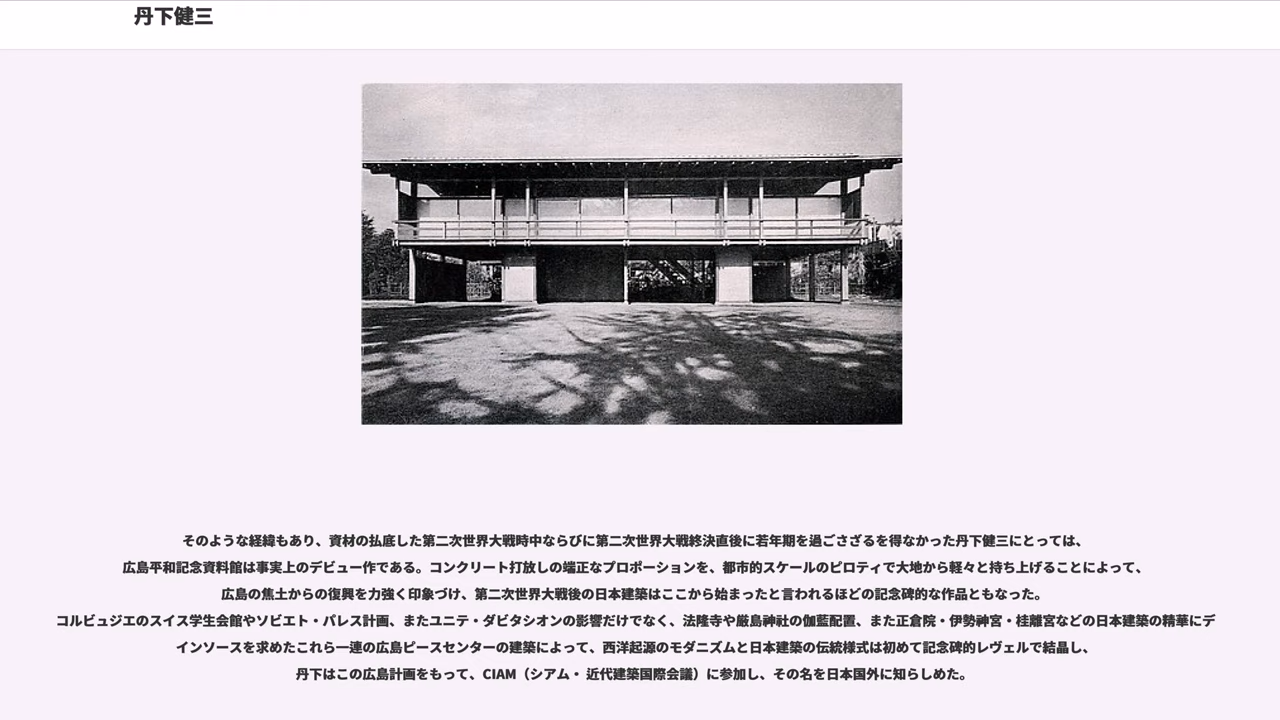 丹下健三
そのような経緯もあり、資材の払底した第二次世界大戦時中ならびに第二次世界大戦終決直後に若年期を過ごさざるを得なかった丹下健三にとっては、
広島平和記念資料館は事実上のデビュー作である。コンクリート打放しの端正なプロポーションを、都市的スケールのピロティで大地から軽々と持ち上げることによって、
広島の焦土からの復興を力強く印象づけ、第二次世界大戦後の日本建築はここから始まったと言われるほどの記念碑的な作品ともなった。
コルビュジエのスイス学生会館やソビエト・パレス計画、またユニテ・ダビタシオンの影響だけでなく、法隆寺や厳島神社の伽藍配置、また正倉院・伊勢神宮・桂離宮などの日本建築の精華にデ
インソースを求めたこれら一連の広島ピースセンターの建築によって、西洋起源のモダニズムと日本建築の伝統様式は初めて記念碑的レヴェルで結晶し、
丹下はこの広島計画をもって、CIAM（シアム・ 近代建築国際会議）に参加し、その名を日本国外に知らしめた。